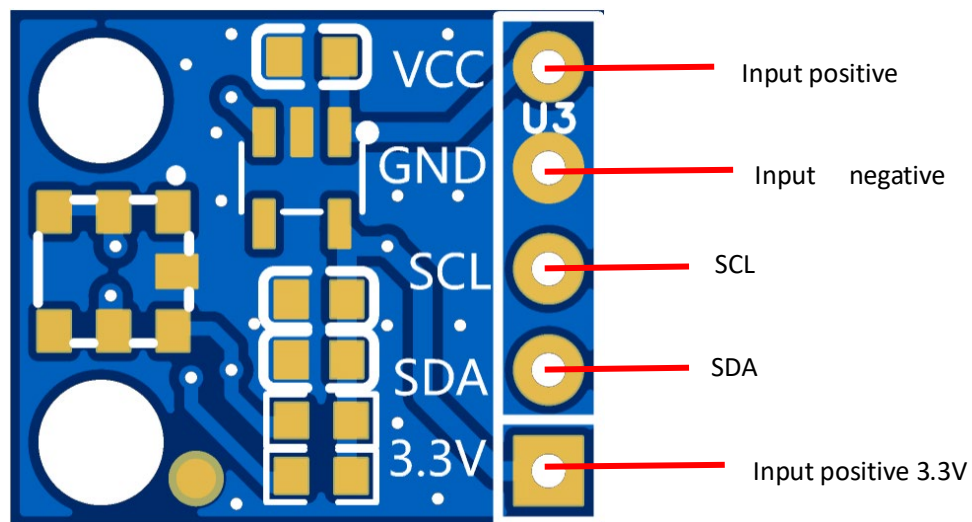 VCC
Input positive
U3
GND
Input negative
SCL
SCL
SDA
SDA
3.3V
Input positive 3.3V